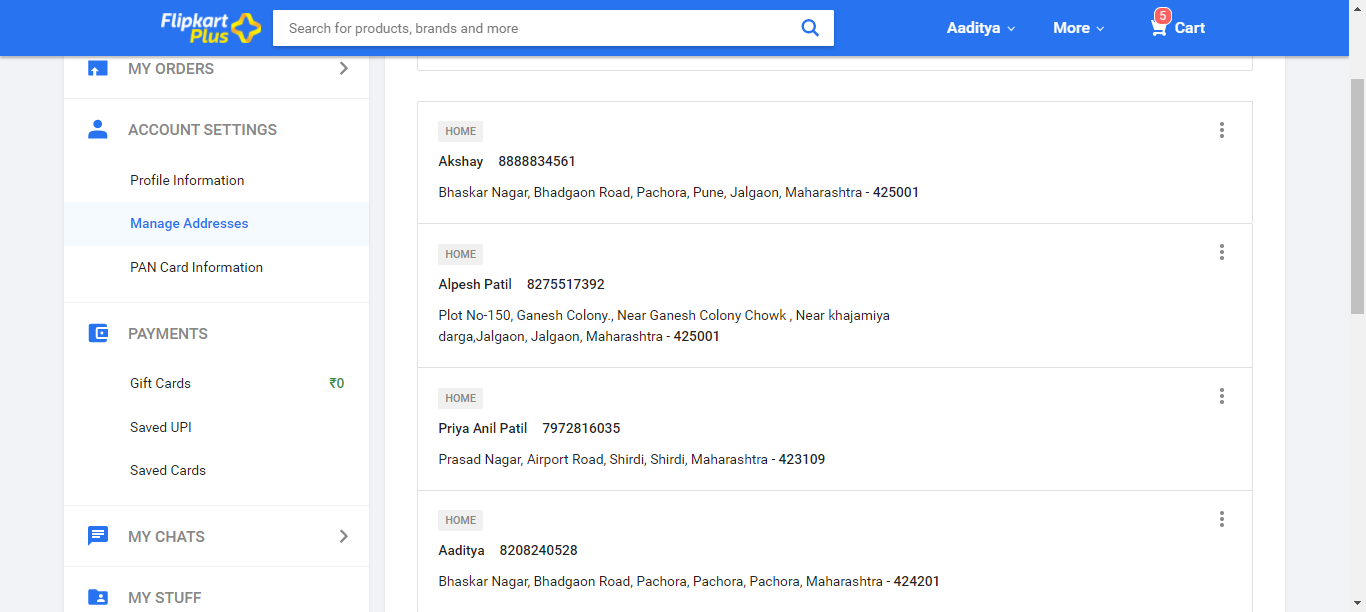 Flipkart
Plus
Search for products, brands and more
Aaditya
More
5
Cart
MY ORDERS
ACCOUNT SETTINGS
Profile Information
Manage Addresses
PAN Card Information
PAYMENTS
Gift Cards ₹0
Saved UPI
Saved Cards
MY CHATS
MY STUFF
HOME
Akshay 8888834561
Bhaskar Nagar, Bhadgaon Road, Pachora, Pune, Jalgaon, Maharashtra - 425001
HOME
Alpesh Patil 8275517392
Plot No-150, Ganesh Colony., Near Ganesh Colony Chowk , Near khajamiya
darga,Jalgaon, Jalgaon, Maharashtra - 425001
HOME
Priya Anil Patil 7972816035
Prasad Nagar, Airport Road, Shirdi, Shirdi, Maharashtra - 423109
HOME
Aaditya 8208240528
Bhaskar Nagar, Bhadgaon Road, Pachora, Pachora, Pachora, Maharashtra - 424201